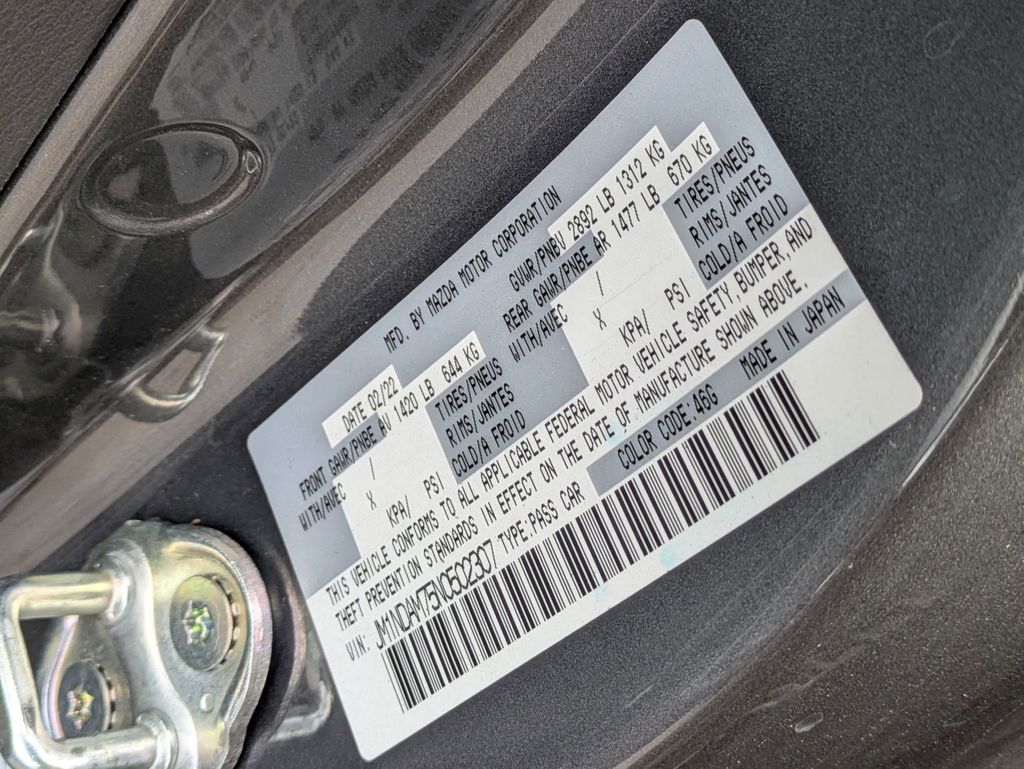 MFD. BY MAZDA MOTOR CORPORATION
DATE 02/22 GUWR/PNBU 2892 LB 1312 KG
FRONT GAWR/PNBE AV 1420 LB 644 KG REAR GAUR/PNBE AR 1477 LB 670 KG
WITH/AVEC / TIRES/PNEUS WITH/AVEC / TIRES/PNEUS
X RIMS/JANTES X RIMS/JANTES
KPA/ PSI COLD/A FROID KPA/ PSI COLD/A FROID
THIS VEHICLE CONFORMS TO ALL APPLICABLE FEDERAL MOTOR VEHICLE SAFETY, BUMPER, AND
THEFT PREVENTION STANDARDS IN EFFECT ON THE DATE OF MANUFACTURE SHOWN ABOVE.
VIN: JM1NDAM75N0502307 TYPE:PASS CAR COLOR CODE:46G MADE IN JAPAN